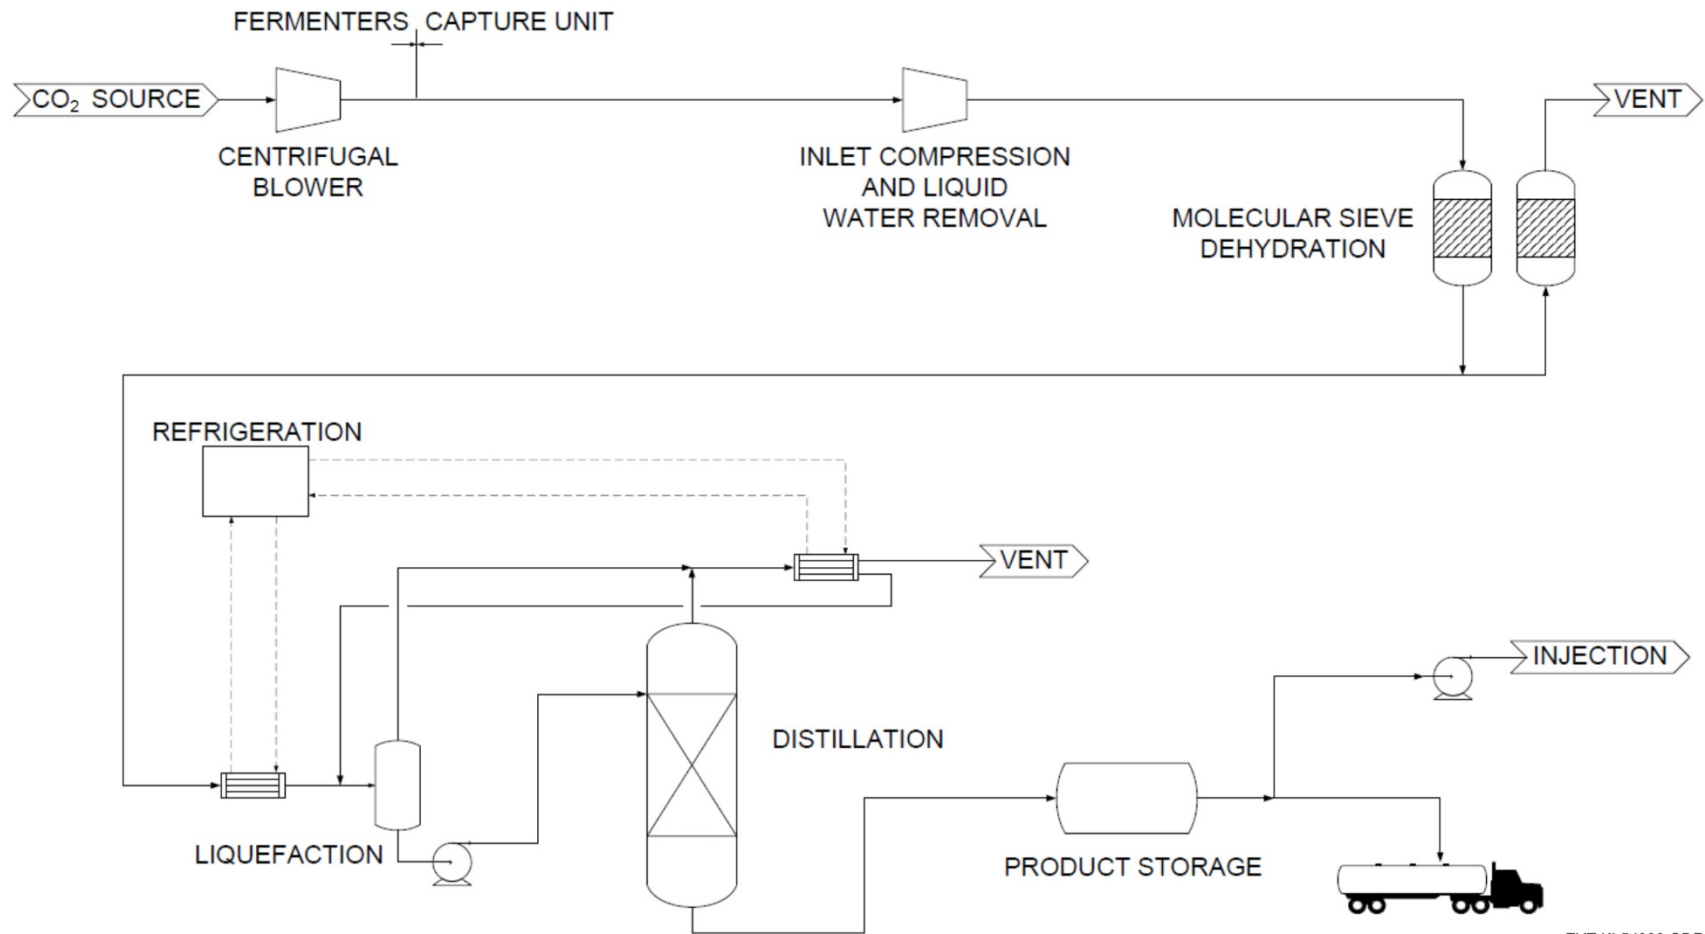 FERMENTERS CAPTURE UNIT
CO₂ SOURCE
VENT
CENTRIFUGAL
BLOWER
INLET COMPRESSION
AND LIQUID
WATER REMOVAL
MOLECULAR SIEVE
DEHYDRATION
REFRIGERATION
VENT
INJECTION
DISTILLATION
LIQUEFACTION
PRODUCT STORAGE